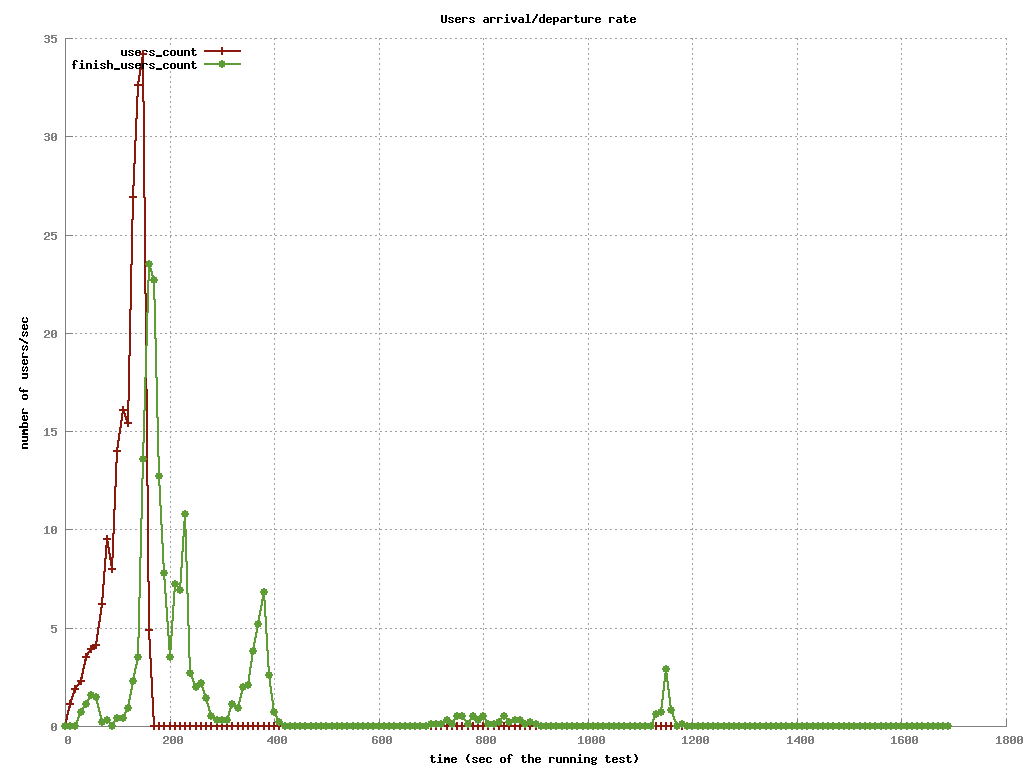 Users arrival/departure rate
35
users_count
finish_users_count
30
25
20
number of users/sec
15
10
5
0
0 200 400 600 800 1000 1200 1400 1600 1800
time (sec of the running test)